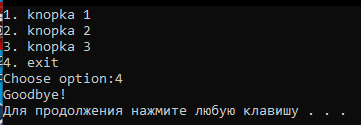 1. knopka 1
2. knopka 2
3. knopka 3
4. exit
Choose option:4
Goodbye!
Для продолжения нажмите любую клавишу . . .